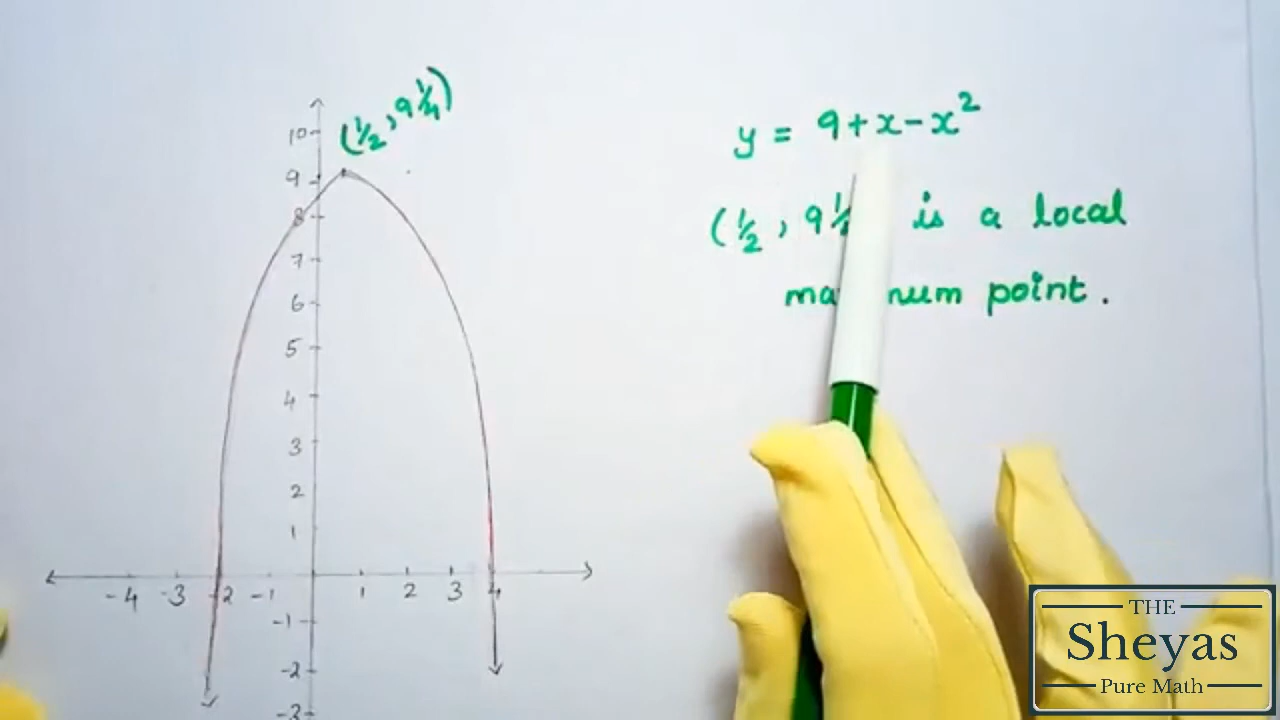 (½, 9¼)
10
9
8
7
6
5
4
3
2
1
-4 -3 -2 -1 1 2 3 4
-1
-2
-3
y = 9+x-x²
(½, 9 is a local
point.
THE
Sheyas
Pure Math